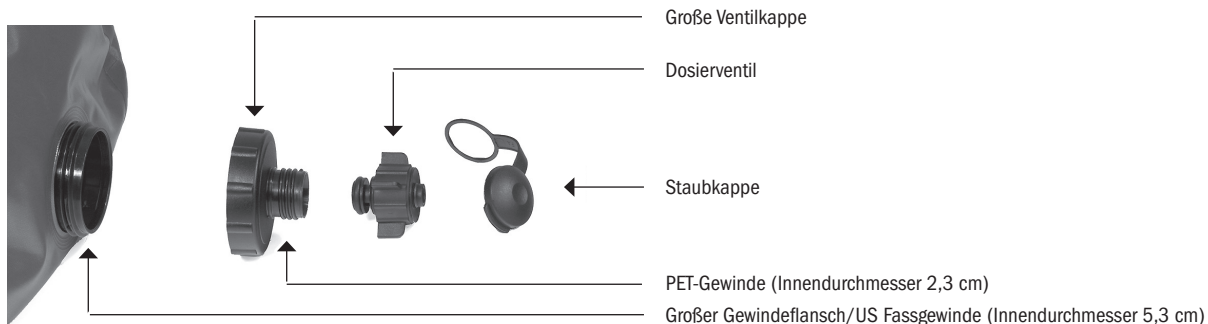 Große Ventilkappe
Dosierventil
Staubkappe
PET-Gewinde (Innendurchmesser 2,3 cm)
Großer Gewindeflansch/US Fassgewinde (Innendurchmesser 5,3 cm)